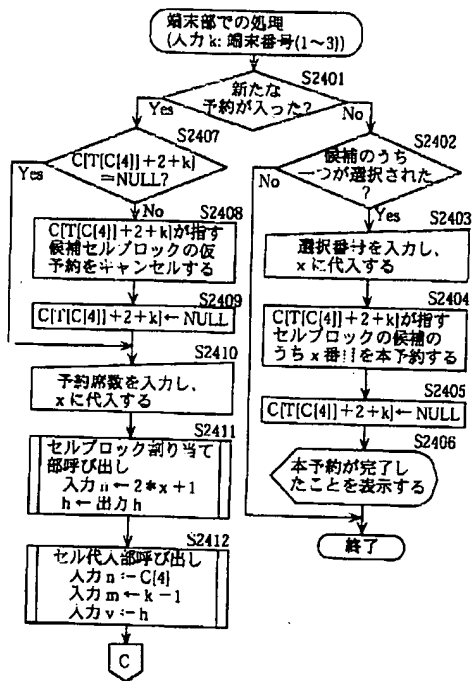 端末部での処理
(入力k: 端末番号(1〜3))
S2401
新たな
予約が入った?
Yes
No
S2407
C[T[C[4]]+2+k]
=NULL?
Yes
No
S2408
C[T[C[4]]+2+k]が指す
候補セルブロックの仮
予約をキャンセルする
S2409
C[T[C[4]]+2+k]←NULL
S2410
予約席数を入力し、
xに代入する
S2411
セルブロック割り当て
部呼び出し
入力n←2*x+1
h←出力h
S2412
セル代入部呼び出し
入力n←C[4]
入力m←k-1
入力v←h
C
S2402
候補のうち
一つが選択された
?
No
Yes
S2403
選択番号を入力し、
xに代入する
S2404
C[T[C[4]]+2+k]が指す
セルブロックの候補の
うちx番目を本予約する
S2405
C[T[C[4]]+2+k]←NULL
S2406
本予約が完了し
たことを表示する
終了